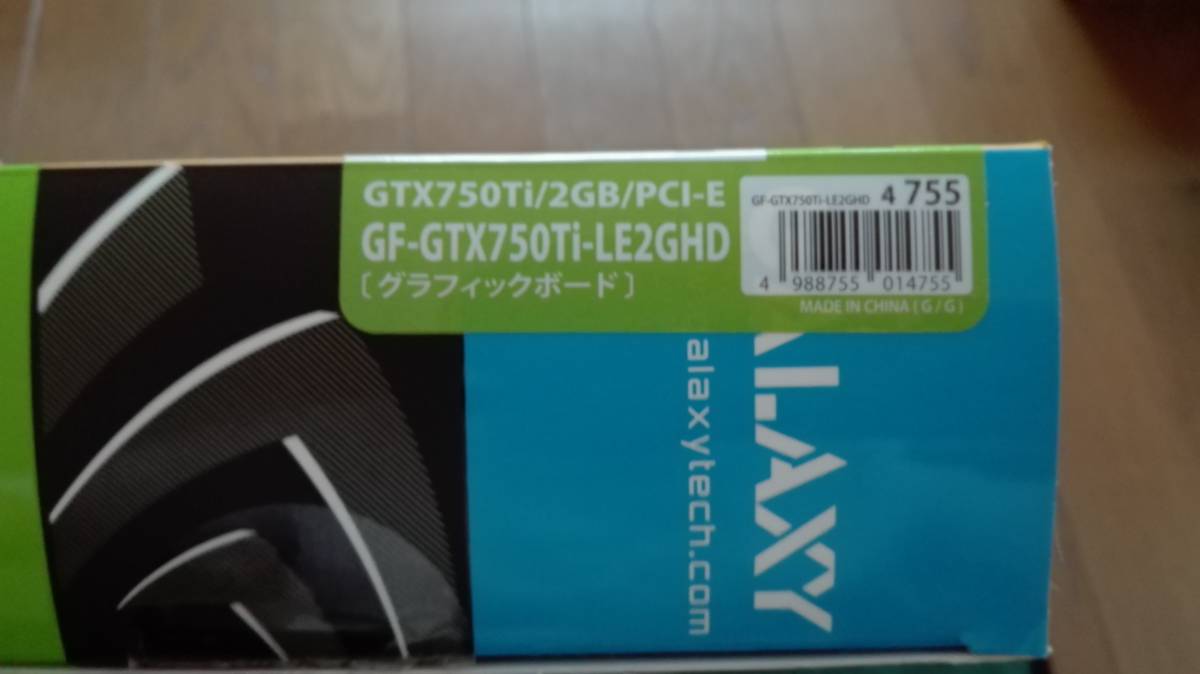 GTX750Ti/2GB/PCI-E
GF-GTX750Ti-LE2GHD
〔グラフィックボード〕
GF-GTX750Ti-LE2GHD 4 755
4 988755 014755
MADE IN CHINA ( G / G )
ALAXY
alaxytech.com